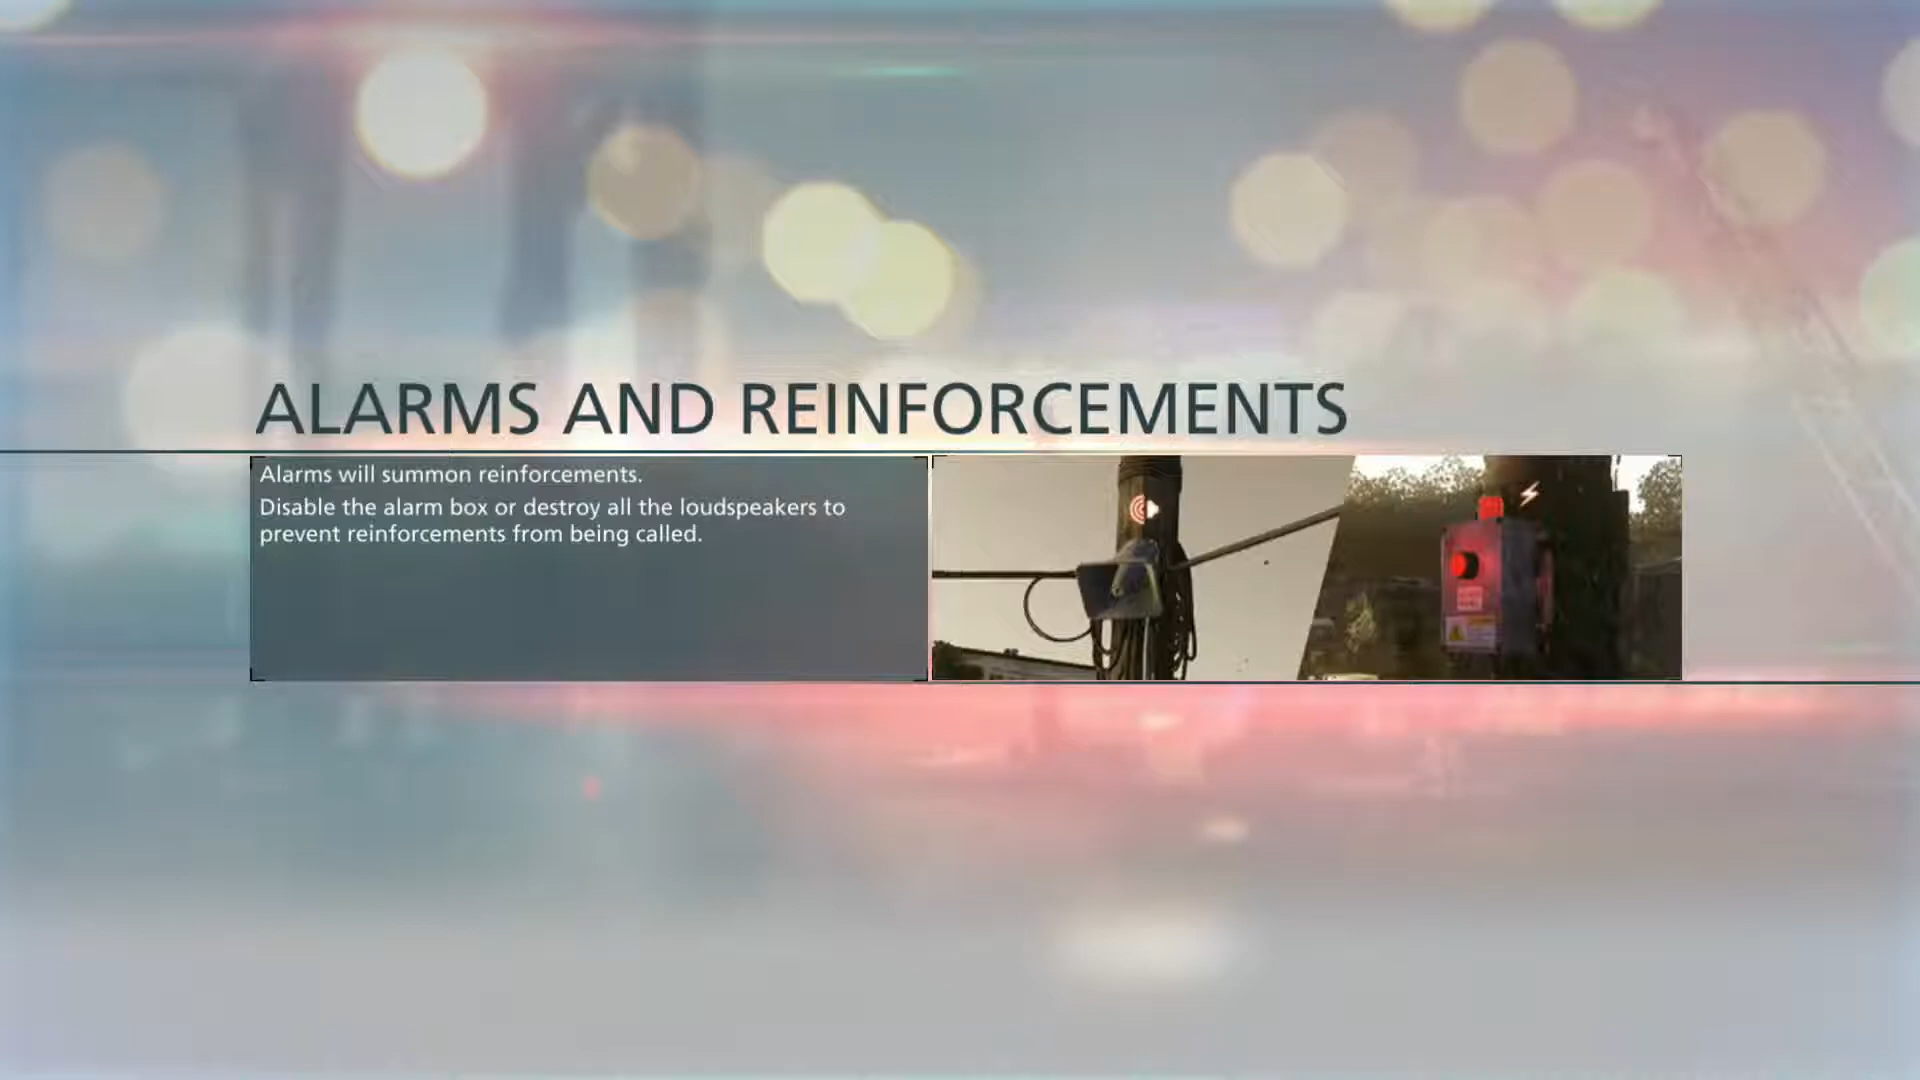 ALARMS AND REINFORCEMENTS
Alarms will summon reinforcements.
Disable the alarm box or destroy all the loudspeakers to
prevent reinforcements from being called.